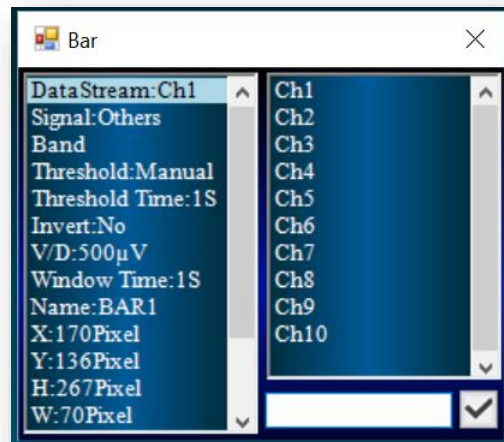 Bar
DataStream:Ch1
Signal:Others
Band
Threshold:Manual
Threshold Time:1S
Invert:No
V/D:500µV
Window Time:1S
Name:BAR1
X:170Pixel
Y:136Pixel
H:267Pixel
W:70Pixel
Ch1
Ch2
Ch3
Ch4
Ch5
Ch6
Ch7
Ch8
Ch9
Ch10